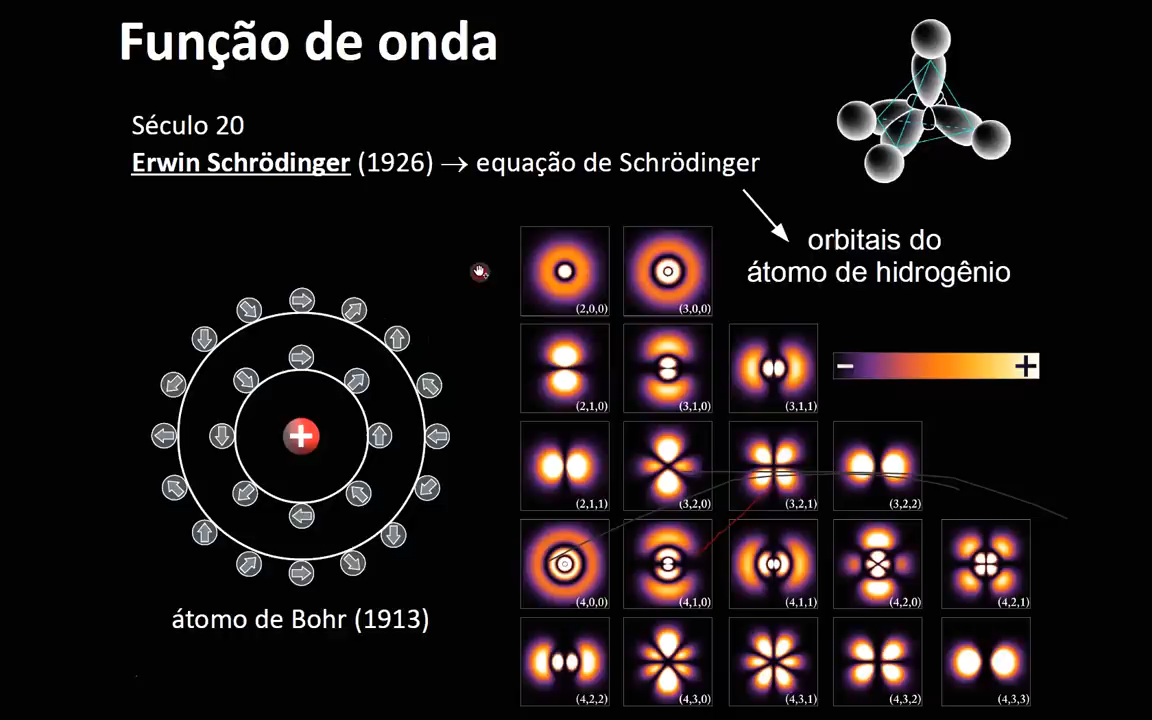 Função de onda
Século 20
Erwin Schrödinger (1926) → equação de Schrödinger
orbitais do
átomo de hidrogênio
(2,0,0) (3,0,0)
(2,1,0) (3,1,0) (3,1,1)
− +
(2,1,1) (3,2,0) (3,2,1) (3,2,2)
+
(4,0,0) (4,1,0) (4,1,1) (4,2,0) (4,2,1)
átomo de Bohr (1913)
(4,2,2) (4,3,0) (4,3,1) (4,3,2) (4,3,3)